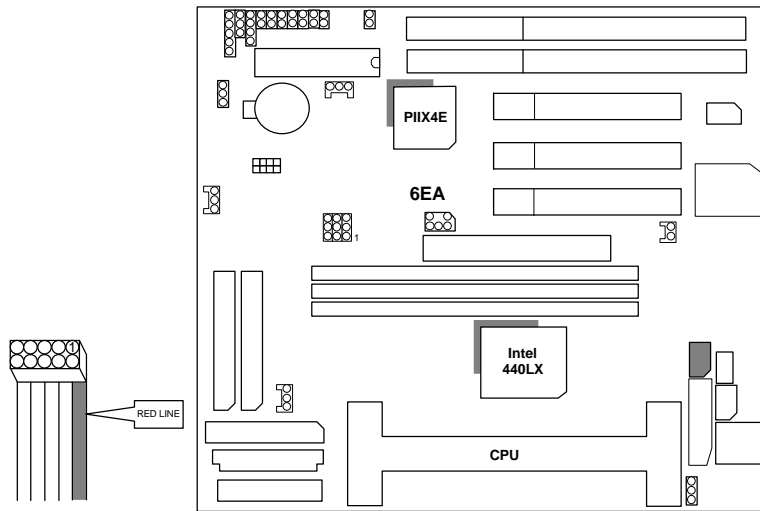 PIIX4E
6EA
1
1
Intel
440LX
RED LINE
CPU